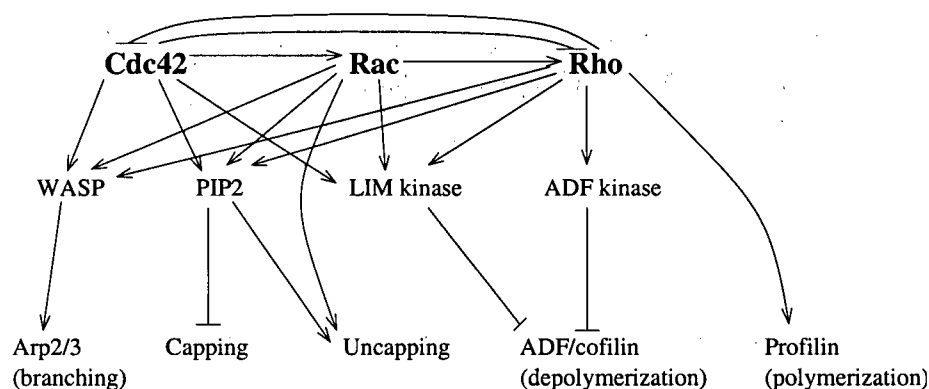 Cdc42 Rac Rho
WASP PIP2 LIM kinase ADF kinase
Arp2/3 Capping Uncapping ADF/cofilin Profilin
(branching) (depolymerization) (polymerization)